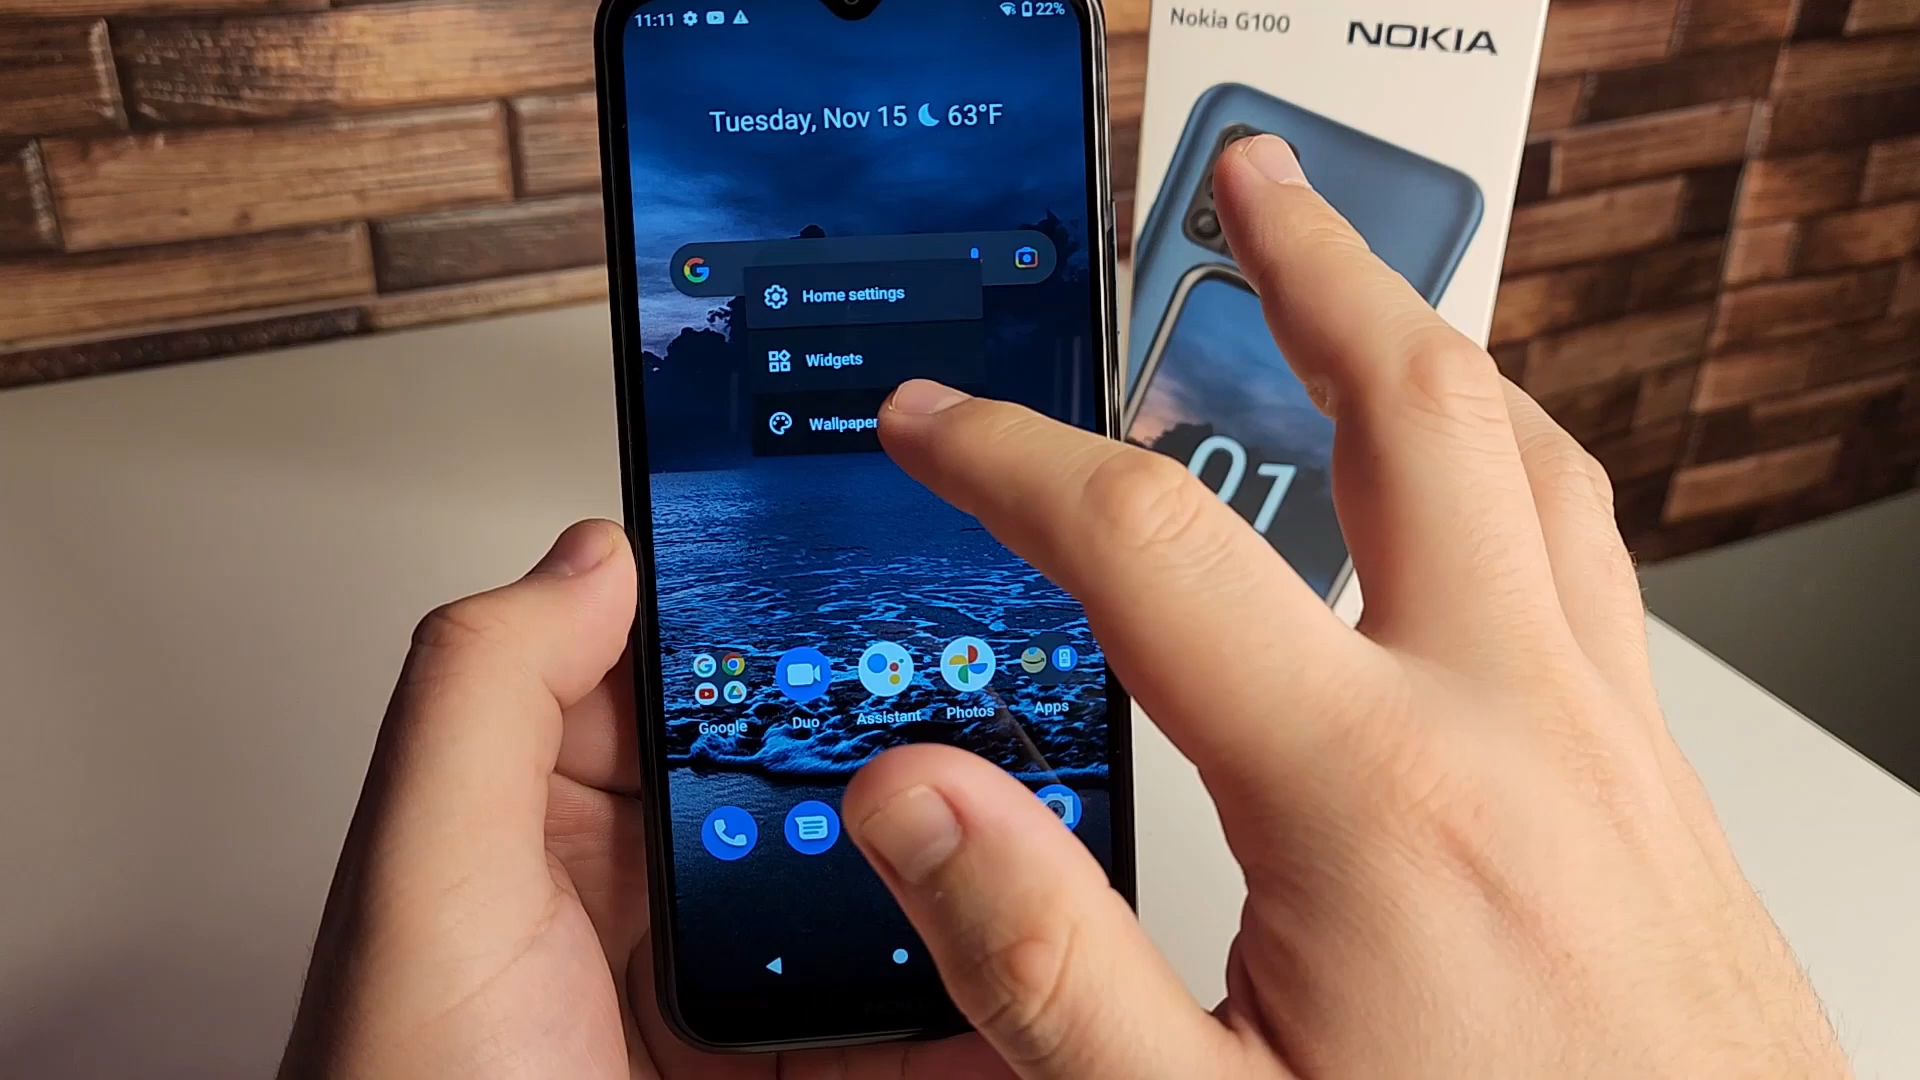 11:11 22%
Tuesday, Nov 15 63°F
Home settings
Widgets
Wallpaper
Google Duo Assistant Photos Apps
Nokia G100 NOKIA
01